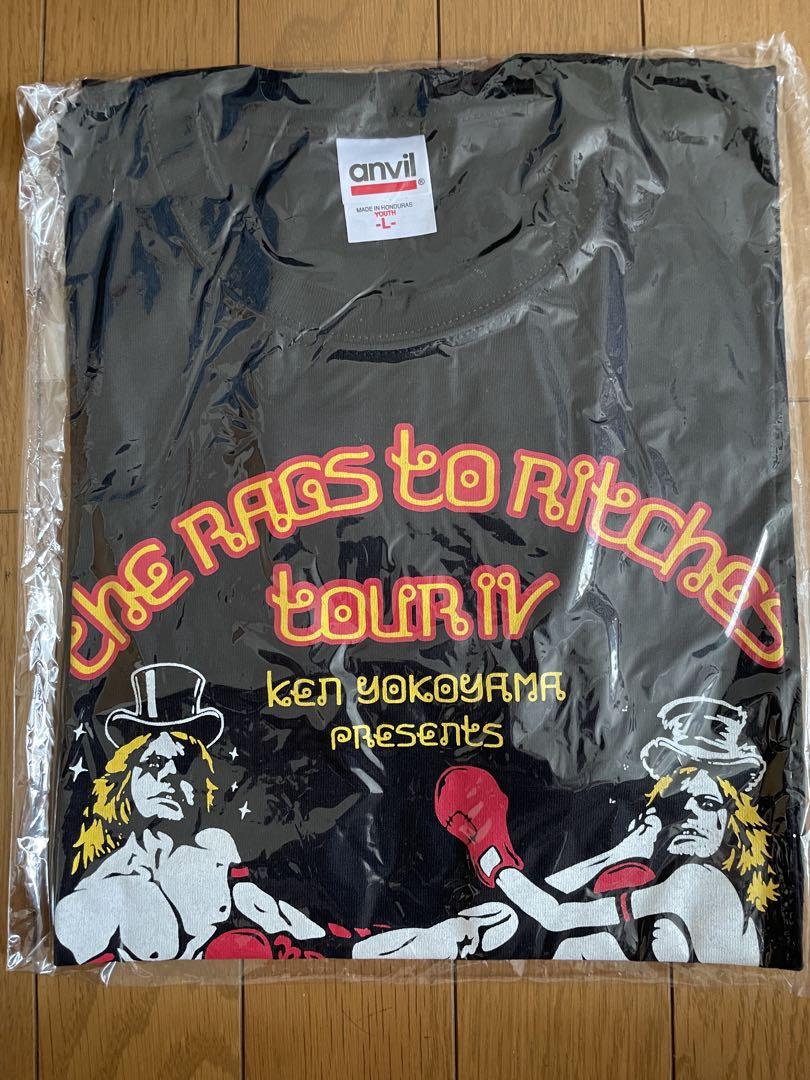 anvil®
MADE IN HONDURAS
YOUTH
-L-
the RAGS to RitcheS
tour IV
Ken YOKOYAMA
PRESEntS